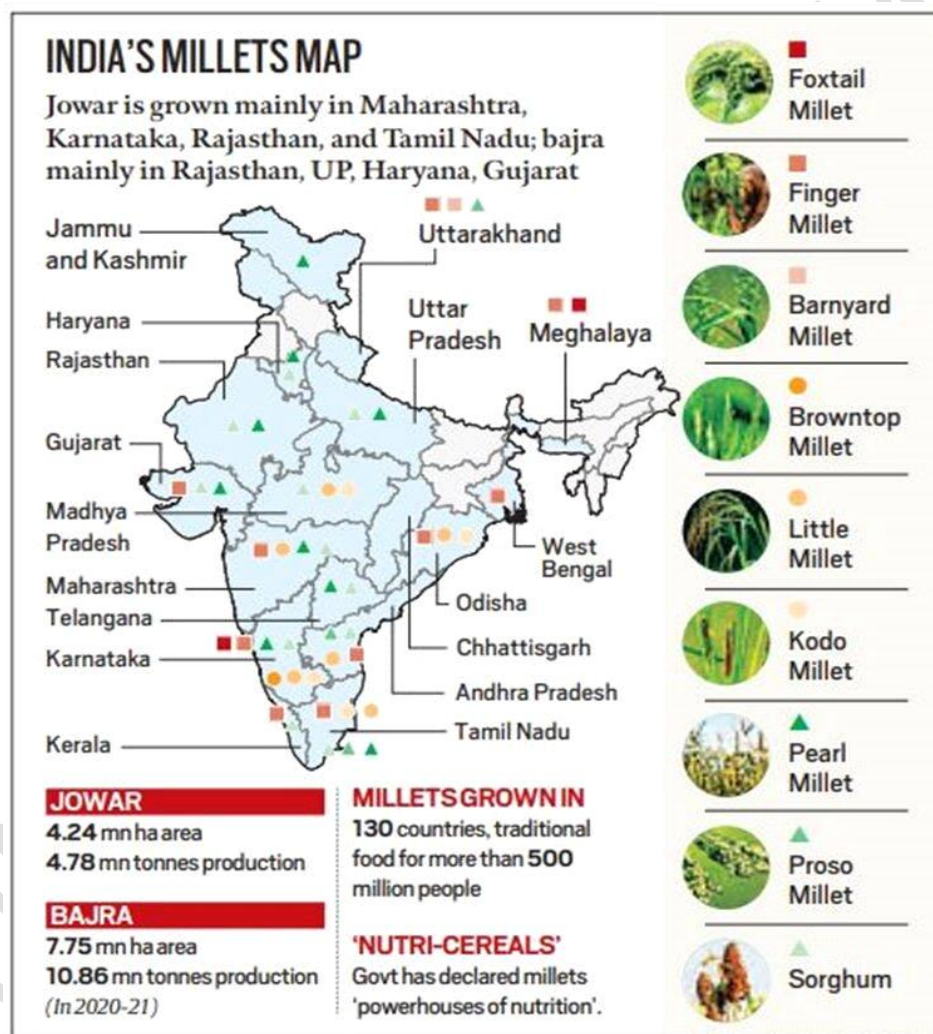 INDIA'S MILLETS MAP
Jowar is grown mainly in Maharashtra,
Karnataka, Rajasthan, and Tamil Nadu; bajra
mainly in Rajasthan, UP, Haryana, Gujarat
Jammu
and Kashmir
Haryana
Rajasthan
Gujarat
Madhya
Pradesh
Maharashtra
Telangana
Karnataka
Kerala
Uttarakhand
Uttar
Pradesh
Meghalaya
West
Bengal
Odisha
Chhattisgarh
Andhra Pradesh
Tamil Nadu
JOWAR
4.24 mn ha area
4.78 mn tonnes production
BAJRA
7.75 mn ha area
10.86 mn tonnes production
(In 2020-21)
MILLETS GROWN IN
130 countries, traditional
food for more than 500
million people
'NUTRI-CEREALS'
Govt has declared millets
'powerhouses of nutrition'.
Foxtail
Millet
Finger
Millet
Barnyard
Millet
Browntop
Millet
Little
Millet
Kodo
Millet
Pearl
Millet
Proso
Millet
Sorghum